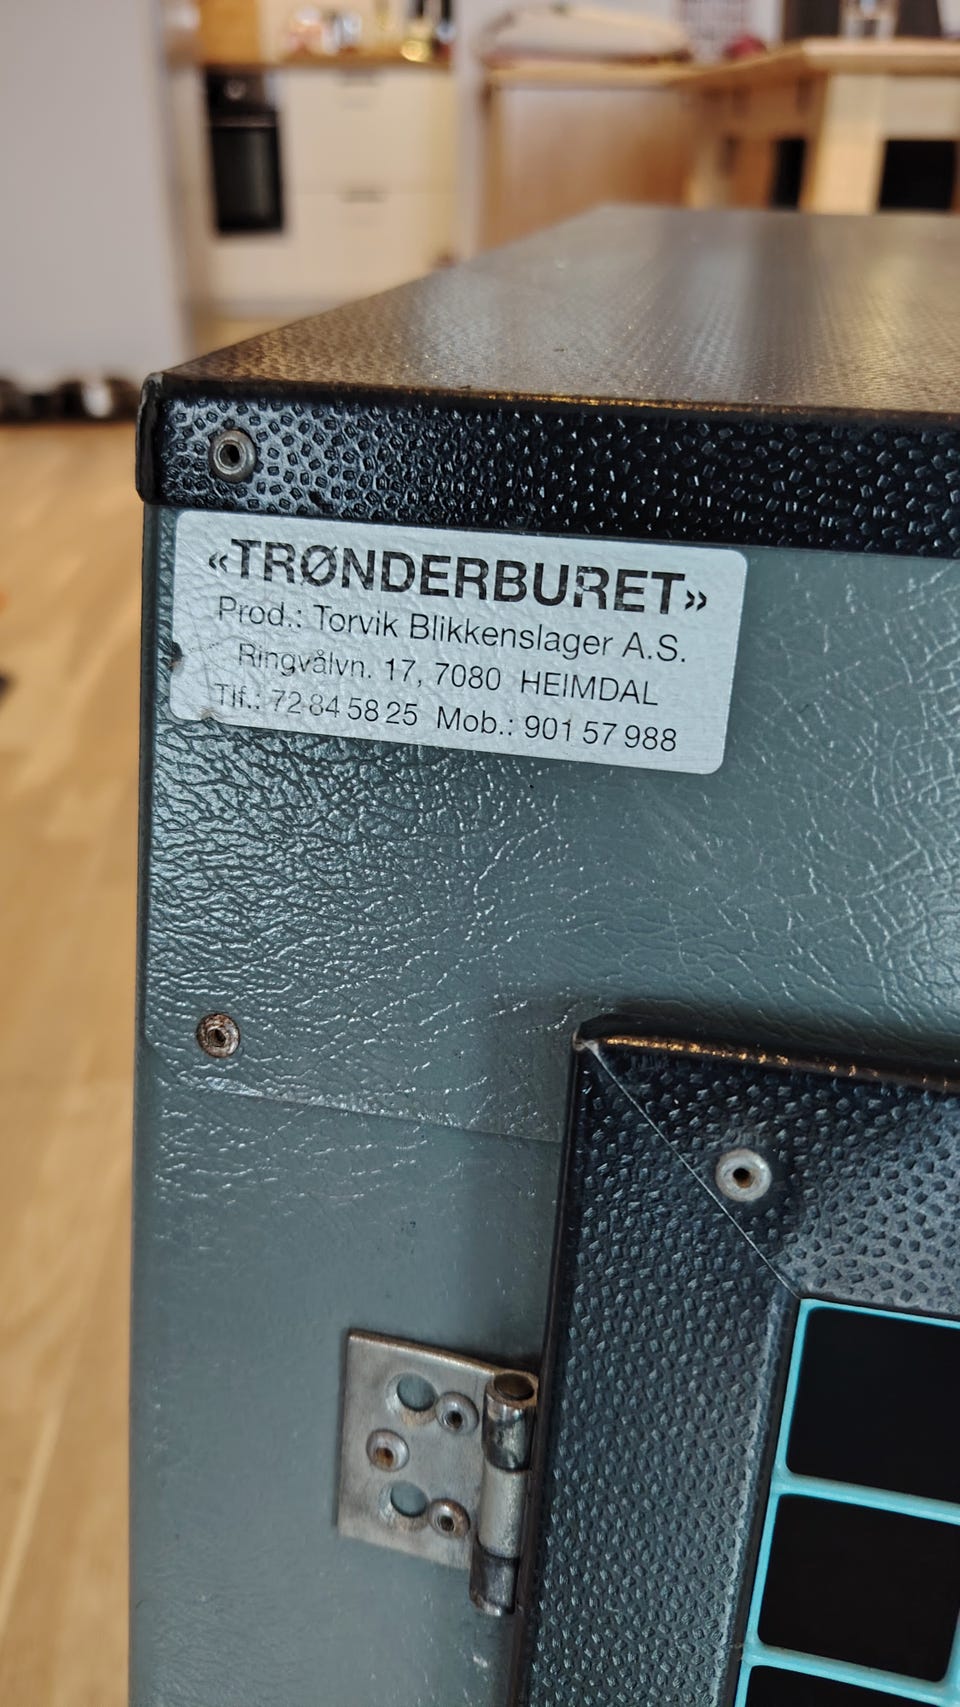 «TRØNDERBURET»
Prod.: Torvik Blikkenslager A.S.
Ringvålvn. 17, 7080 HEIMDAL
Tlf.: 72 84 58 25 Mob.: 901 57 988